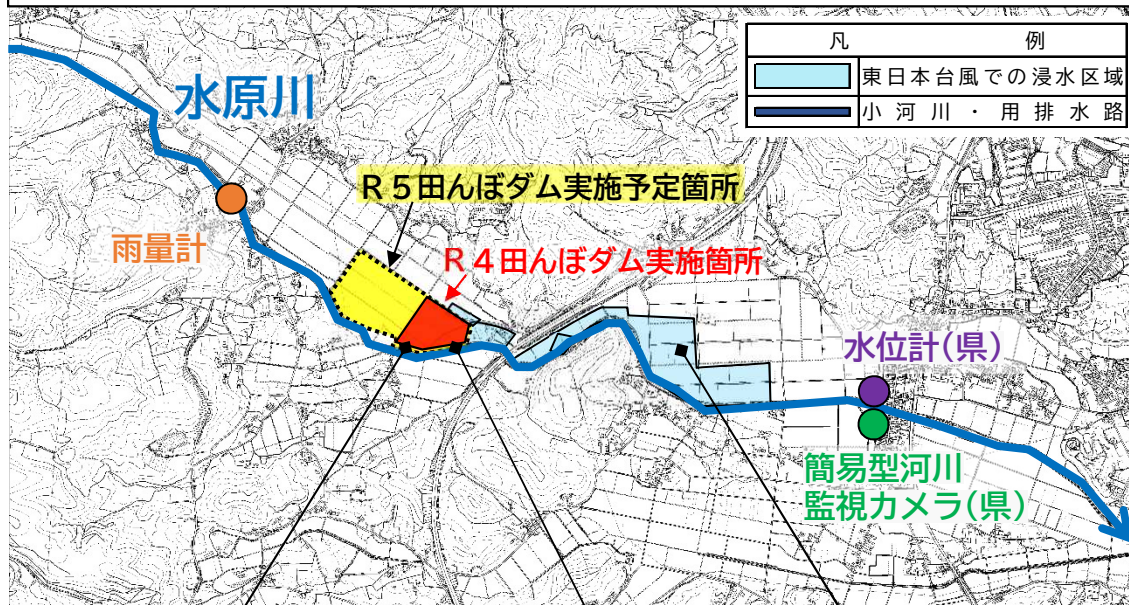 凡例
東日本台風での浸水区域
小河川・用排水路
水原川
R5田んぼダム実施予定箇所
雨量計
R4田んぼダム実施箇所
水位計(県)
簡易型河川
監視カメラ(県)